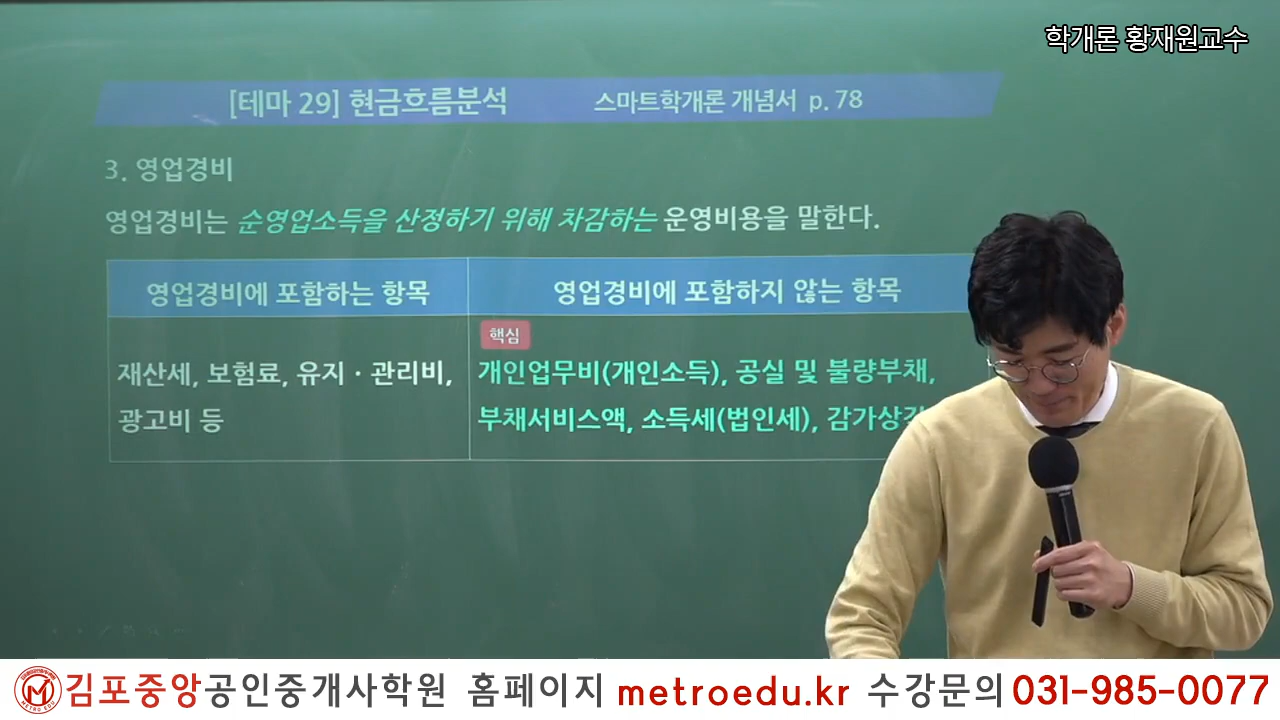 학개론 황재원교수
[테마 29] 현금흐름분석 스마트학개론 개념서 p. 78
3. 영업경비
영업경비는 순영업소득을 산정하기 위해 차감하는 운영비용을 말한다.
영업경비에 포함하는 항목 영업경비에 포함하지 않는 항목
핵심
재산세, 보험료, 유지·관리비, 개인업무비(개인소득), 공실 및 불량부채,
광고비 등 부채서비스액, 소득세(법인세),
METRO EDU
김포중앙공인중개사학원 홈페이지 metroedu.kr 수강문의 031-985-0077